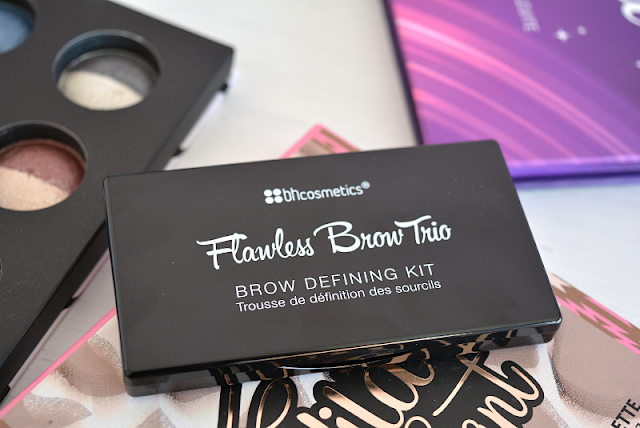 bhcosmetics®
Flawless Brow Trio
BROW DEFINING KIT
Trousse de définition des sourcils